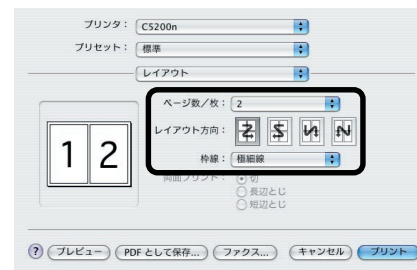 プリンタ： C5200n
プリセット： 標準
レイアウト
ページ数/枚： 2
レイアウト方向：
枠線： 極細線
両面プリント： 切
長辺とじ
短辺とじ
1 2
? プレビュー PDF として保存... ファクス... キャンセル プリント